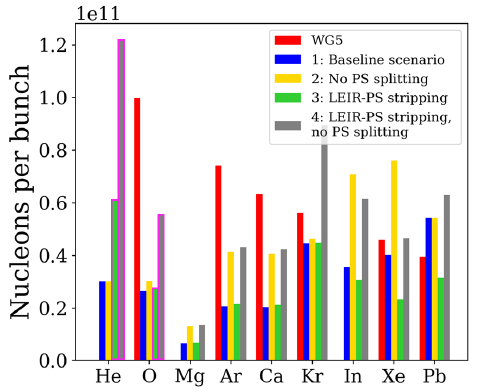 1e11
WG5
1: Baseline scenario
2: No PS splitting
3: LEIR-PS stripping
4: LEIR-PS stripping,
no PS splitting
Nucleons per bunch
1.2
1.0
0.8
0.6
0.4
0.2
0.0
He O Mg Ar Ca Kr In Xe Pb